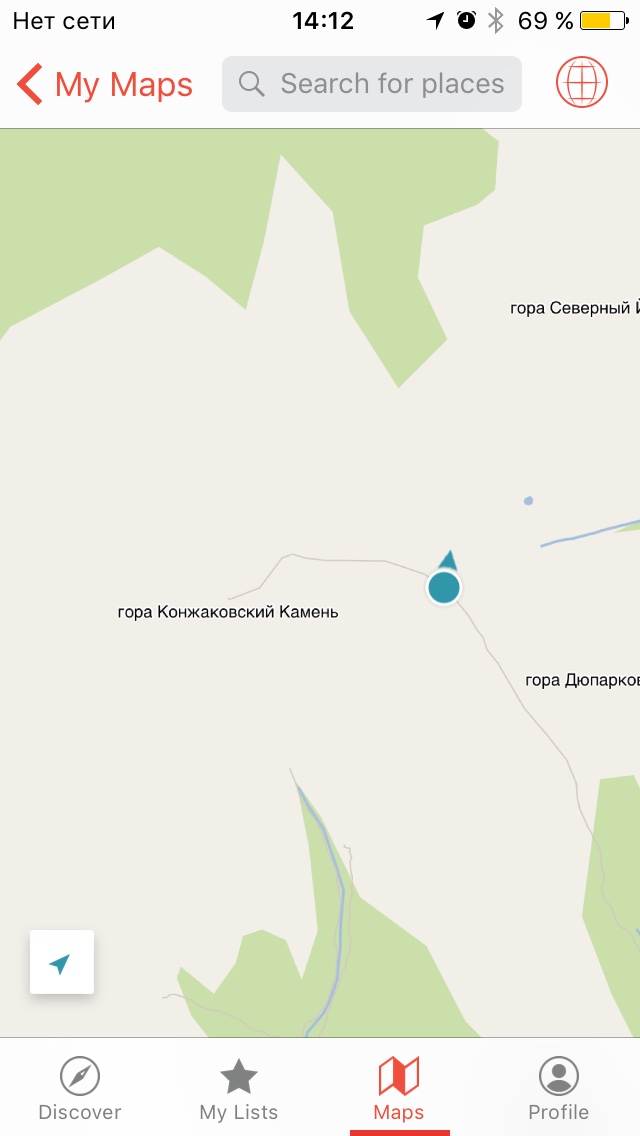 Нет сети 14:12 69 %
My Maps Search for places
гора Северный
гора Конжаковский Камень
гора Дюпарков
Discover My Lists Maps Profile